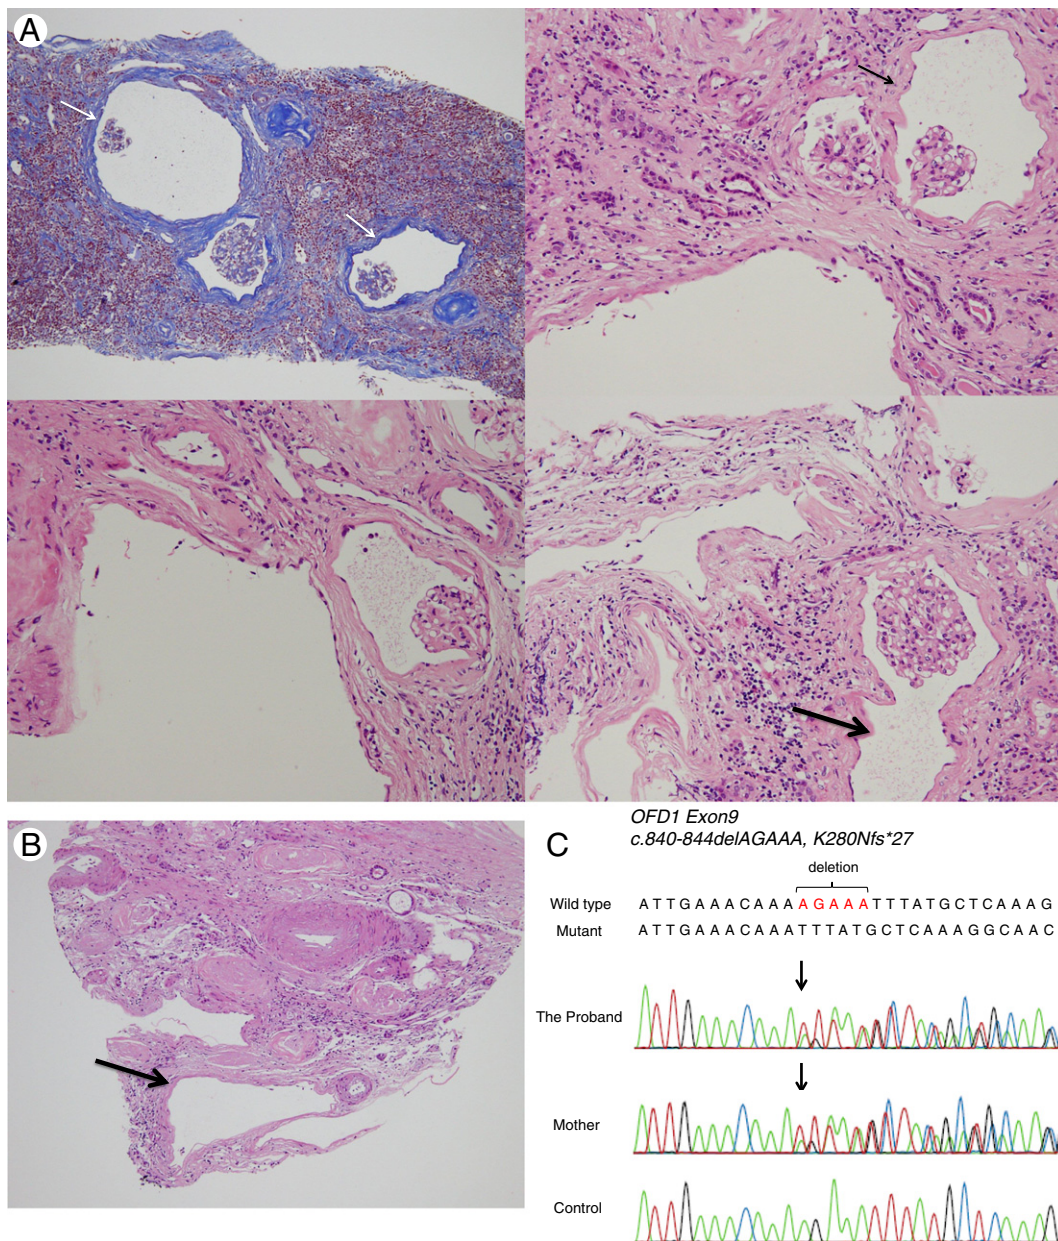 A
B
C
OFD1 Exon9
c.840-844delAGAAA, K280Nfs*27
deletion
Wild type
ATTGAAACAAAAGAAATTTATGCTCAAAG
Mutant
ATTGAAACAAATTTATGCTCAAAGGCAAC
The Proband
Mother
Control